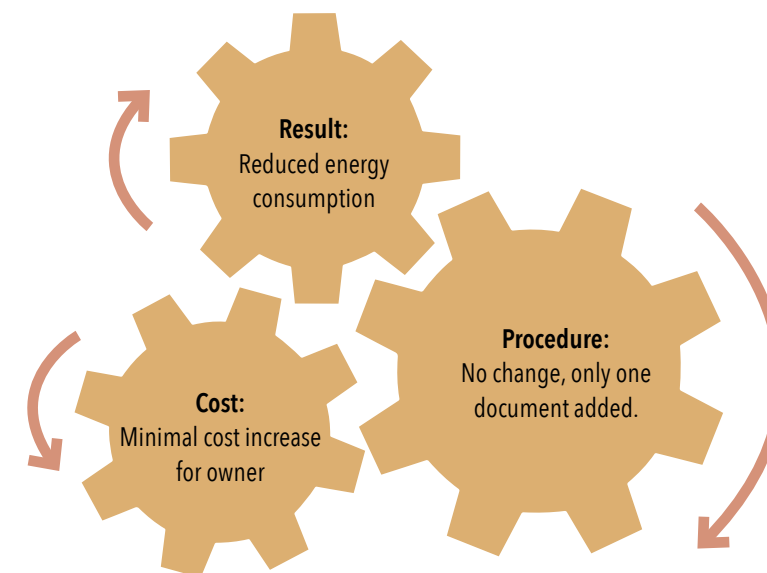 Result:
Reduced energy
consumption
Procedure:
No change, only one
document added.
Cost:
Minimal cost increase
for owner